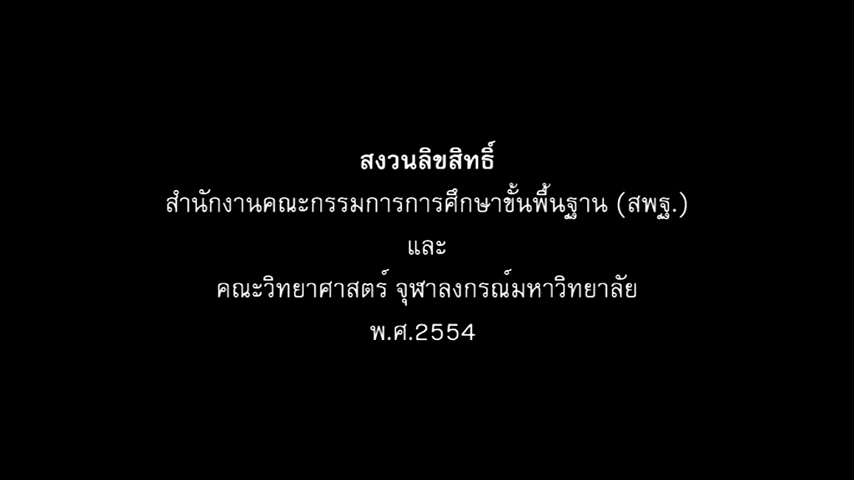 สงวนลิขสิทธิ์
สำนักงานคณะกรรมการการศึกษาขั้นพื้นฐาน (สพฐ.)
และ
คณะวิทยาศาสตร์ จุฬาลงกรณ์มหาวิทยาลัย
พ.ศ.2554